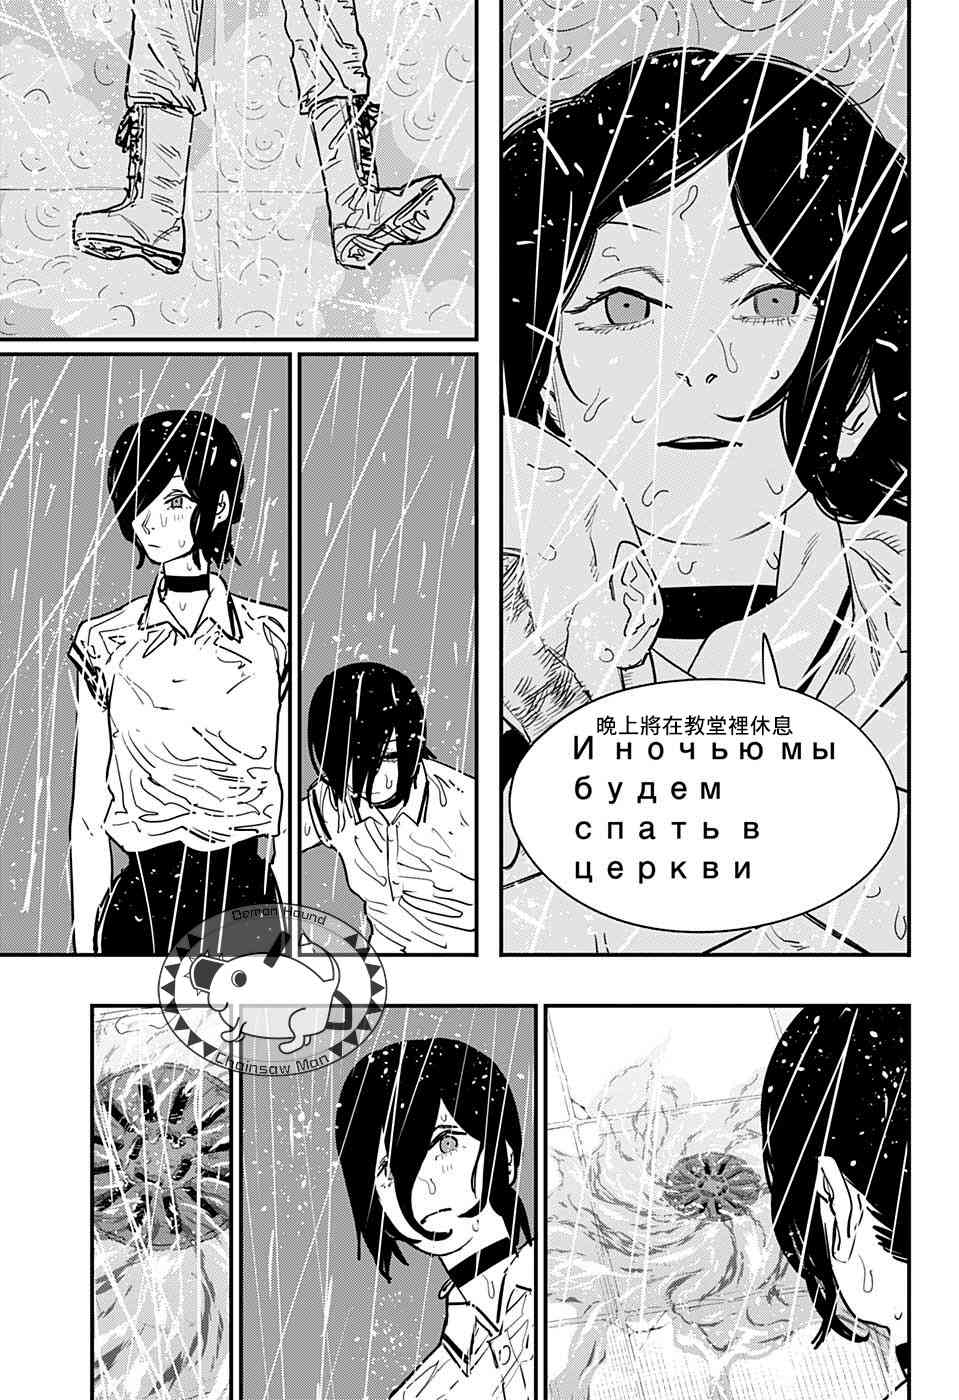 晚上將在教堂裡休息
И ночью мы
будем
спать в
церкви
Demon Hound
Chainsaw Man